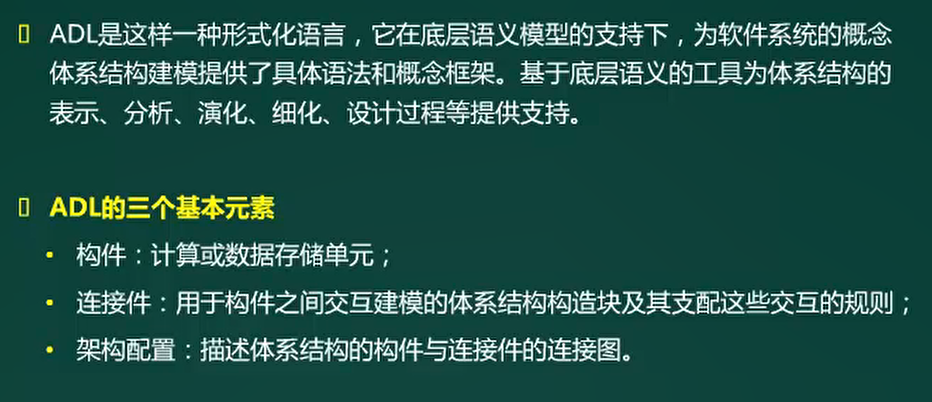 ADL是这样一种形式化语言，它在底层语义模型的支持下，为软件系统的概念
体系结构建模提供了具体语法和概念框架。基于底层语义的工具为体系结构的
表示、分析、演化、细化、设计过程等提供支持。
ADL的三个基本元素
• 构件：计算或数据存储单元；
• 连接件：用于构件之间交互建模的体系结构构造块及其支配这些交互的规则；
• 架构配置：描述体系结构的构件与连接件的连接图。